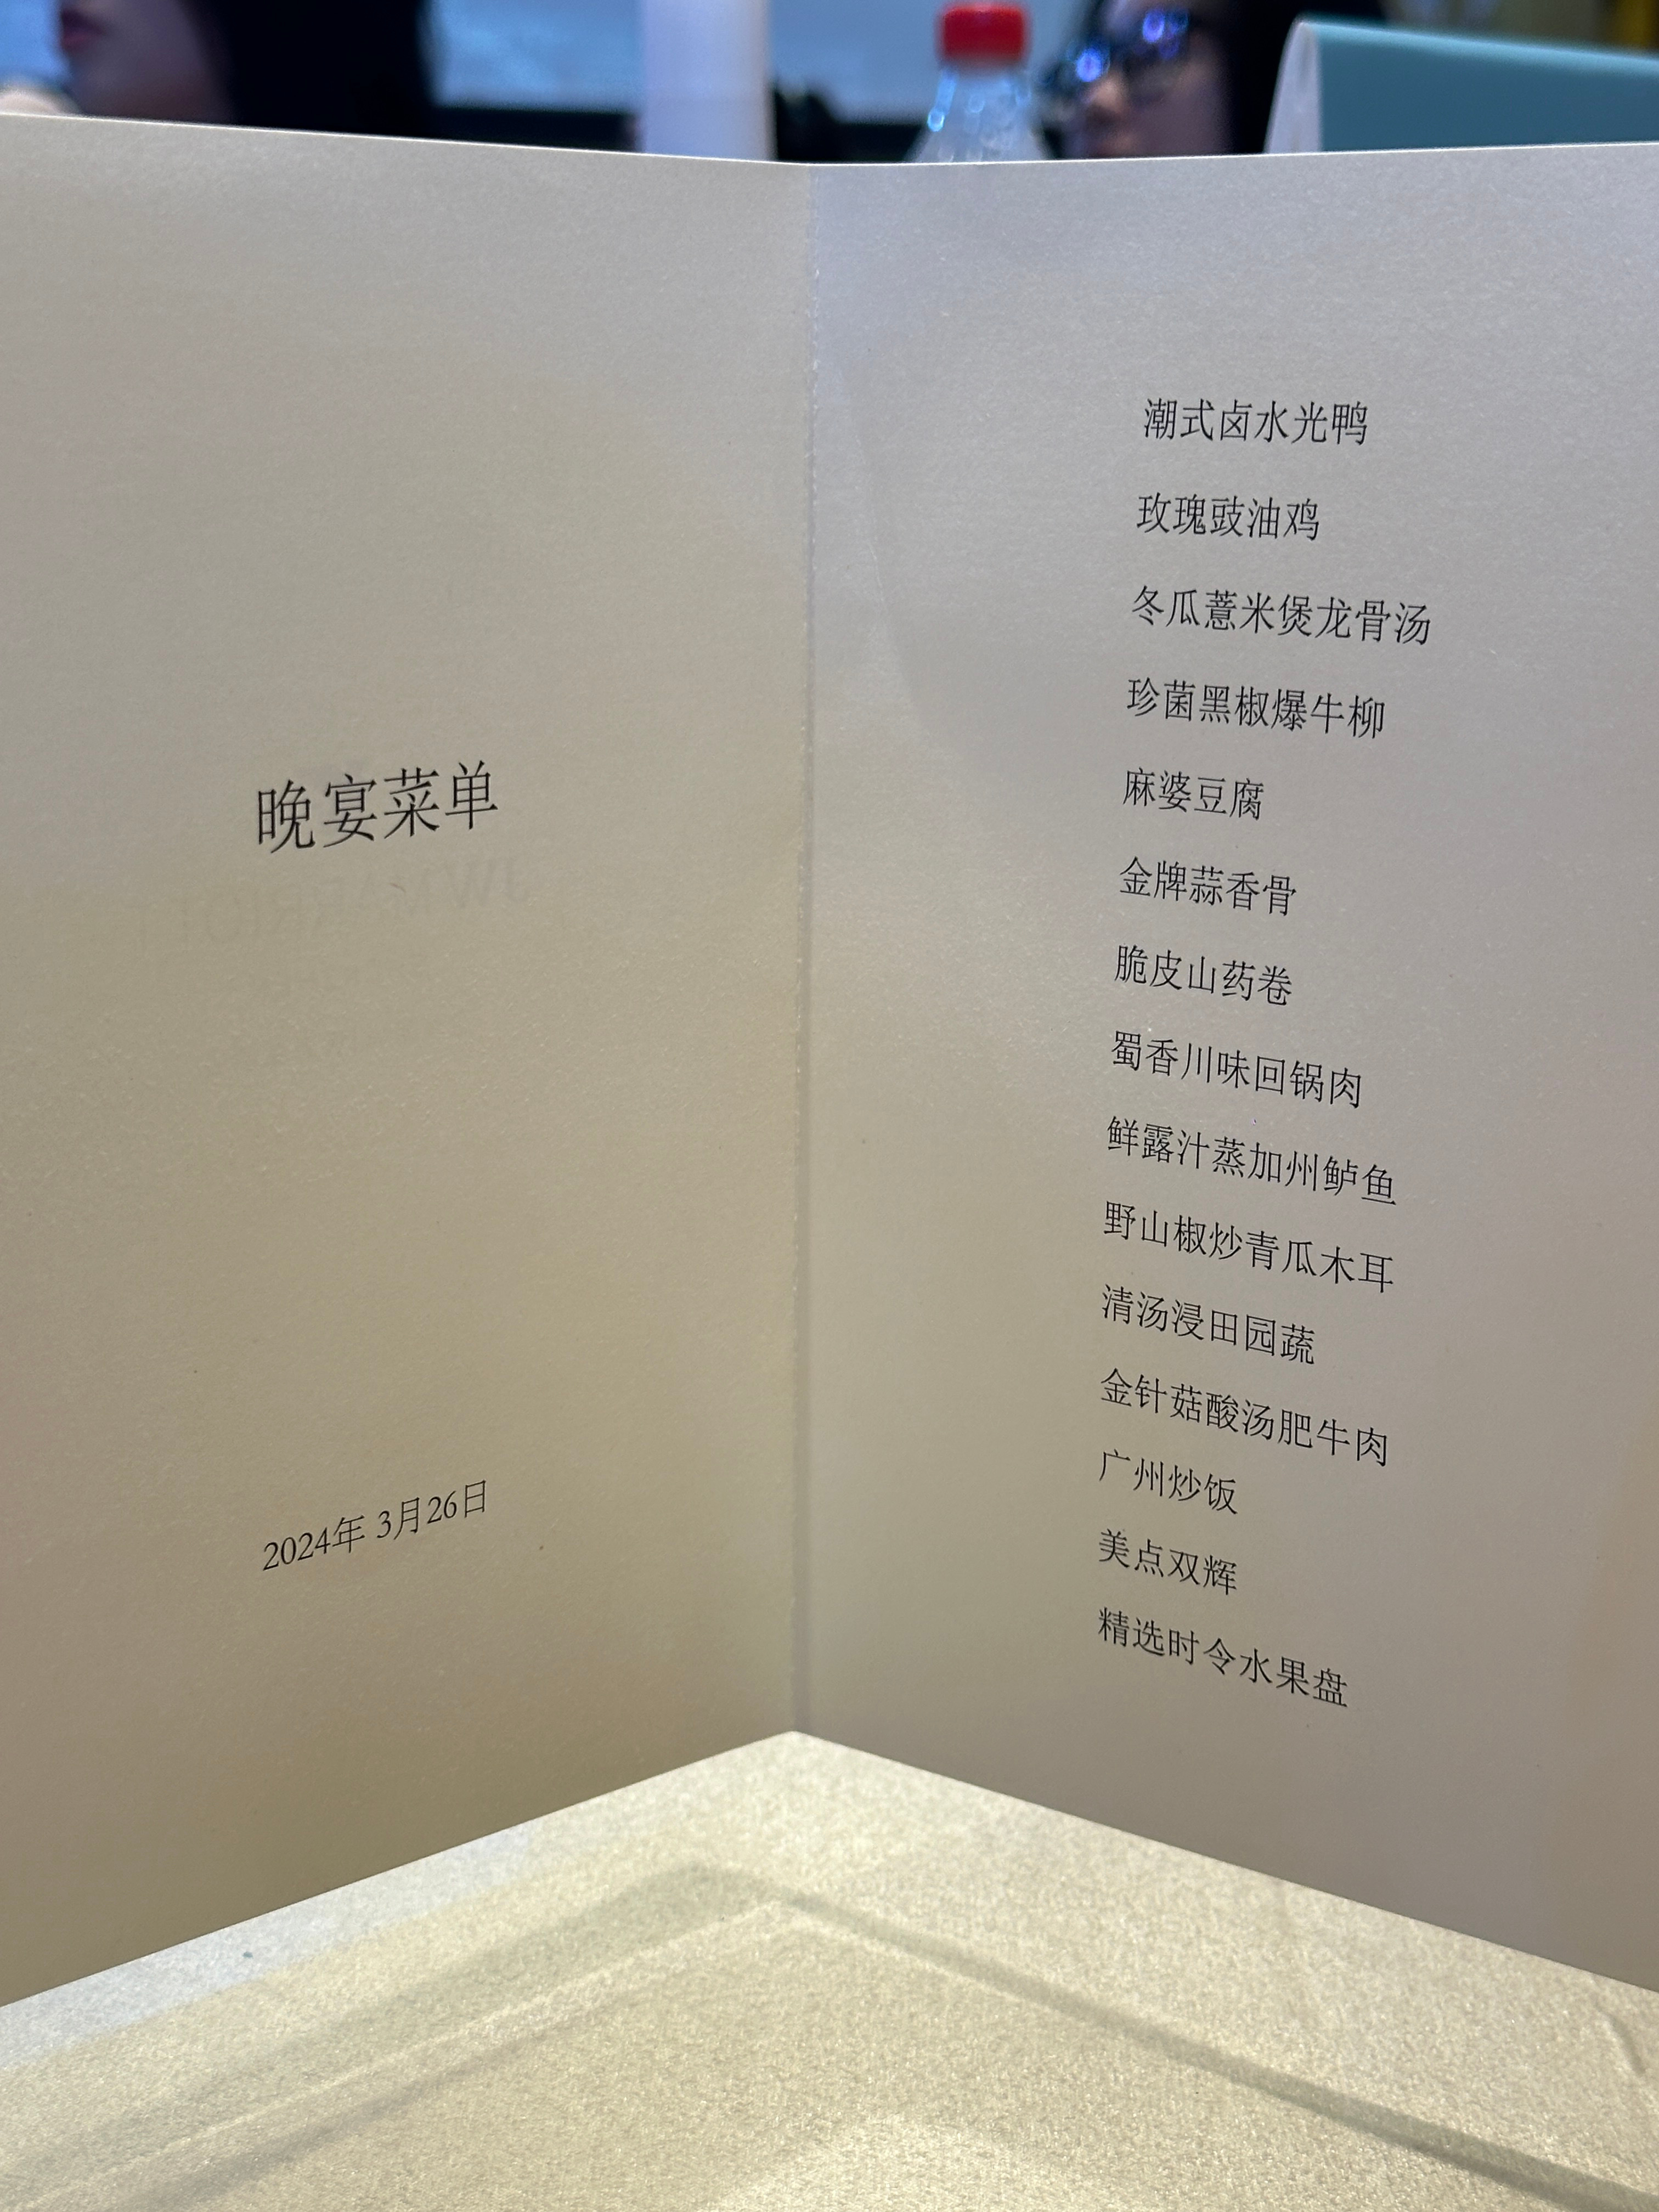 晚宴菜单
2024年 3月26日
潮式卤水光鸭
玫瑰豉油鸡
冬瓜薏米煲龙骨汤
珍菌黑椒爆牛柳
麻婆豆腐
金牌蒜香骨
脆皮山药卷
蜀香川味回锅肉
鲜露汁蒸加州鲈鱼
野山椒炒青瓜木耳
清汤浸田园蔬
金针菇酸汤肥牛肉
广州炒饭
美点双辉
精选时令水果盘